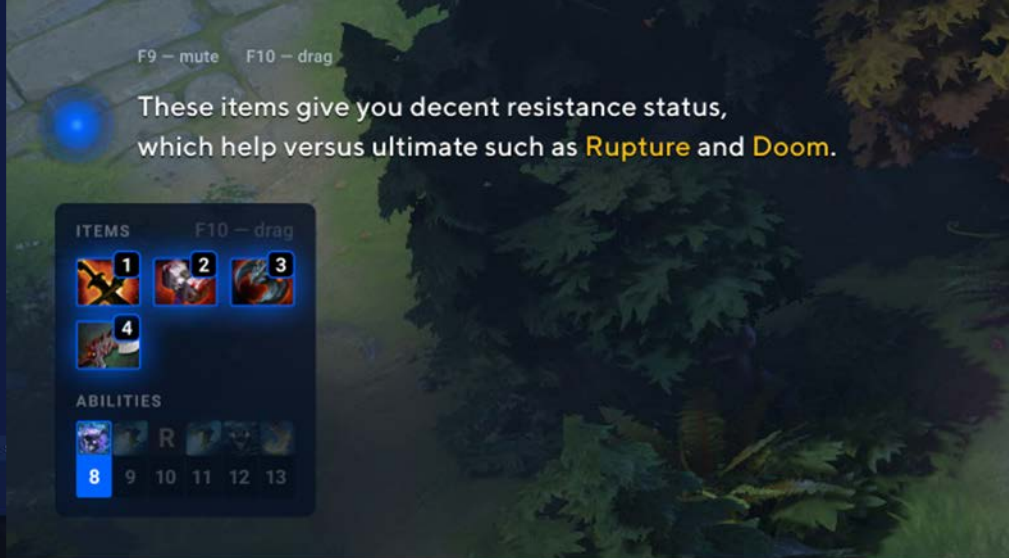 F9 — mute F10 — drag
These items give you decent resistance status,
which help versus ultimate such as Rupture and Doom.
ITEMS F10 — drag
1 2 3
4
ABILITIES
R
8 9 10 11 12 13